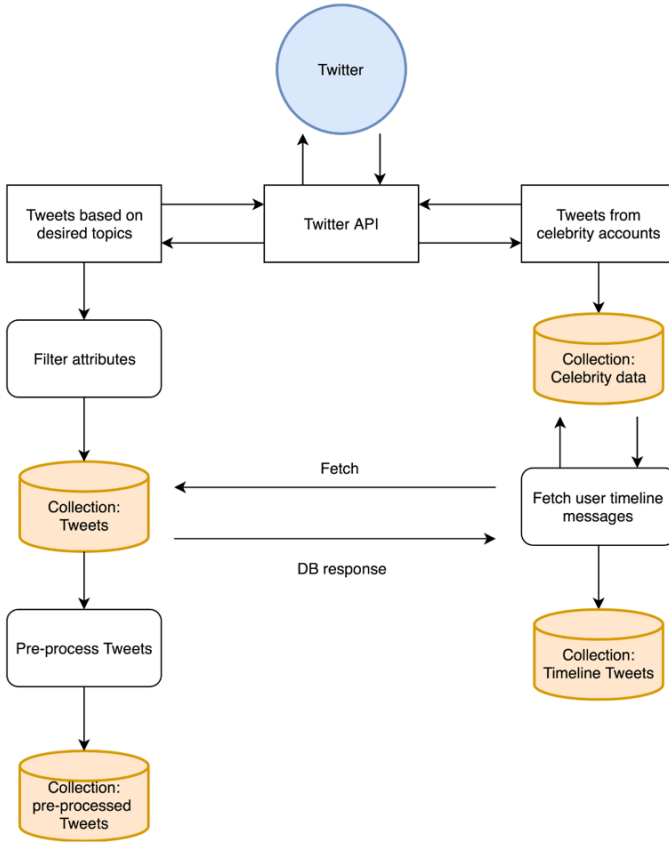 Twitter
Tweets based on
desired topics
Twitter API
Tweets from
celebrity accounts
Filter attributes
Collection:
Celebrity data
Fetch
Collection:
Tweets
Fetch user timeline
messages
DB response
Pre-process Tweets
Collection:
Timeline Tweets
Collection:
pre-processed
Tweets